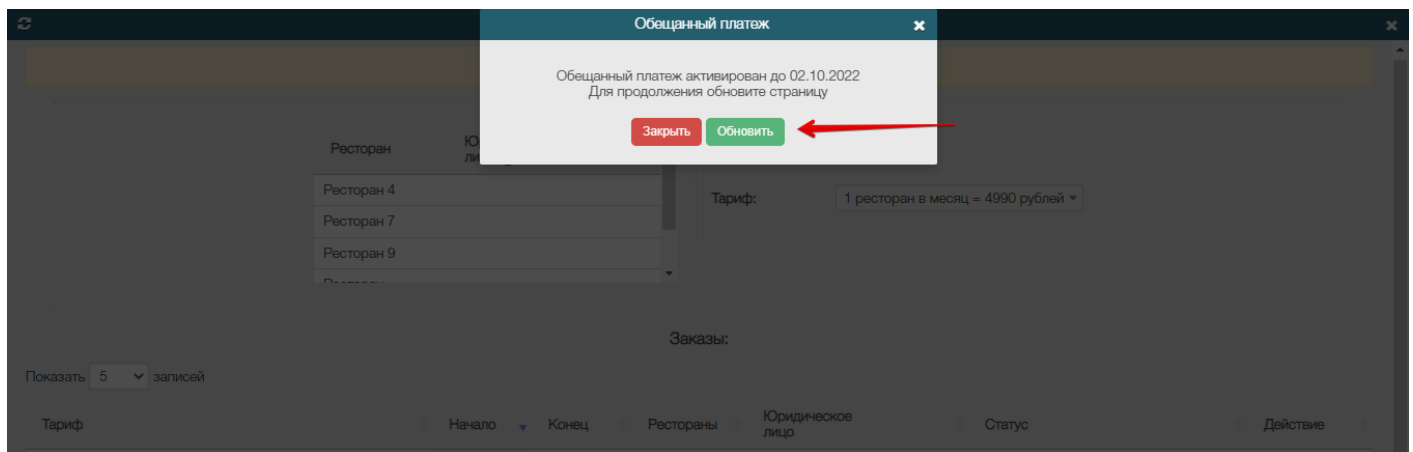 Обещанный платеж
Обещанный платеж активирован до 02.10.2022
Для продолжения обновите страницу
Закрыть Обновить
Ресторан
Ресторан 4
Ресторан 7
Ресторан 9
Тариф: 1 ресторан в месяц = 4990 рублей
Заказы:
Показать 5 записей
Тариф Начало Конец Рестораны Юридическое лицо Статус Действие